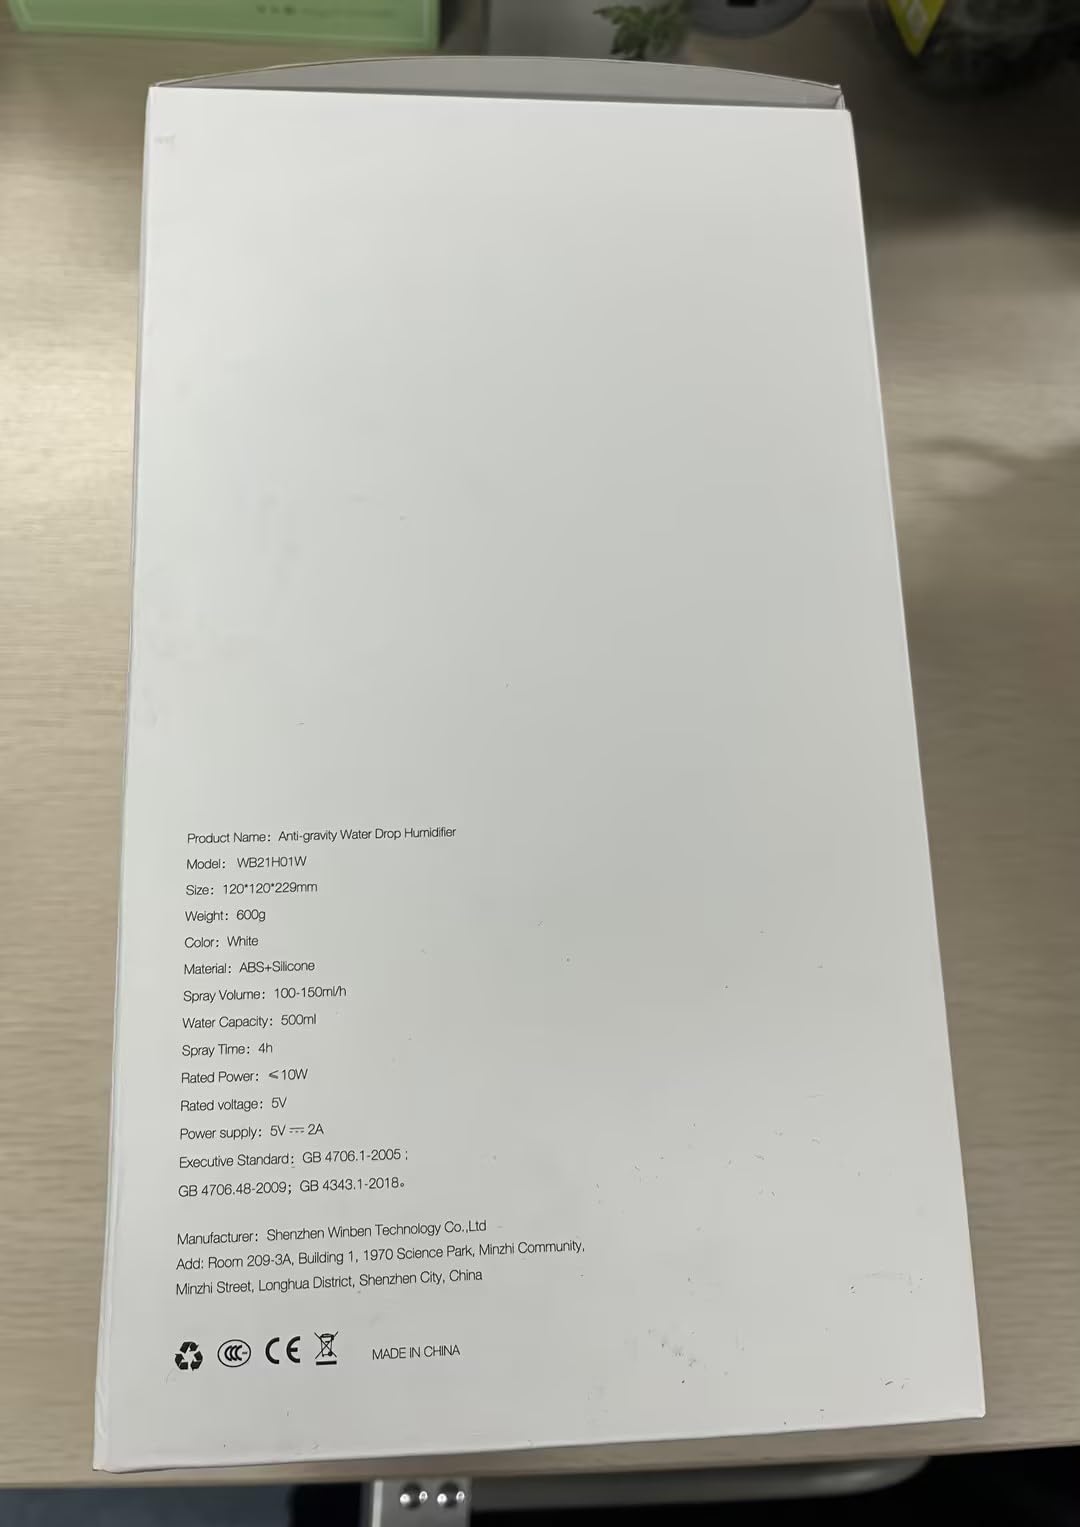 Product Name: Anti-gravity Water Drop Humidifier
Model: WB21H01W
Size: 120*120*229mm
Weight: 600g
Color: White
Material: ABS+Silicone
Spray Volume: 100-150ml/h
Water Capacity: 500ml
Spray Time: 4h
Rated Power: ⩽10W
Rated voltage: 5V
Power supply: 5V⎓2A
Executive Standard: GB 4706.1-2005 ;
GB 4706.48-2009; GB 4343.1-2018。
Manufacturer: Shenzhen Winben Technology Co.,Ltd
Add: Room 209-3A, Building 1, 1970 Science Park, Minzhi Community,
Minzhi Street, Longhua District, Shenzhen City, China
CCC CE MADE IN CHINA